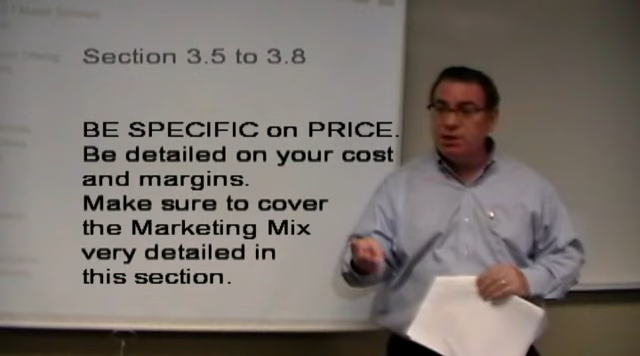 Section 3.5 to 3.8
BE SPECIFIC on PRICE.
Be detailed on your cost
and margins.
Make sure to cover
the Marketing Mix
very detailed in
this section.